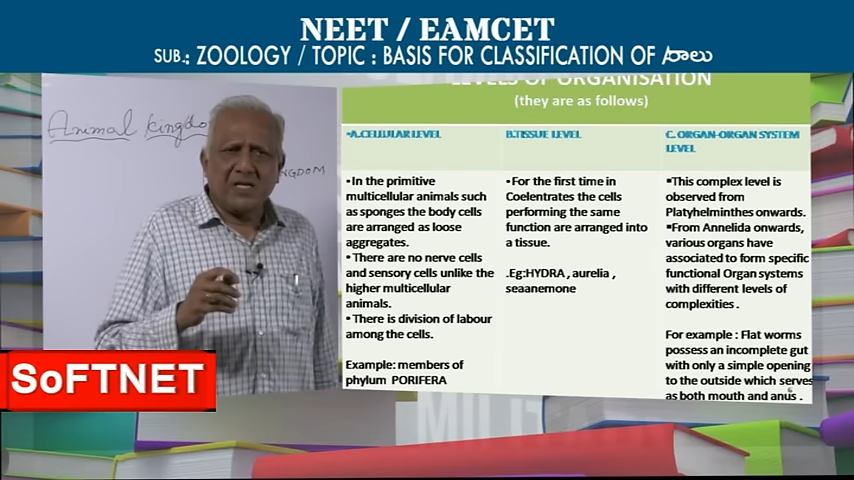 NEET / EAMCET
SUB.: ZOOLOGY / TOPIC : BASIS FOR CLASSIFICATION OF
Animal
NGDOM
LEVELS OF ORGANISATION
(they are as follows)
▪A.CELLULAR LEVEL
B.TISSUE LEVEL
C. ORGAN-ORGAN SYSTEM
LEVEL
•In the primitive
multicellular animals such
as sponges the body cells
are arranged as loose
aggregates.
•There are no nerve cells
and sensory cells unlike the
higher multicellular
animals.
•There is division of labour
among the cells.
Example: members of
phylum PORIFERA
•For the first time in
Coelentrates the cells
performing the same
function are arranged into
a tissue.
.Eg:HYDRA , aurelia ,
seaanemone
▪This complex level is
observed from
Platyhelminthes onwards.
▪From Annelida onwards,
various organs have
associated to form specific
functional Organ systems
with different levels of
complexities .
For example : Flat worms
possess an incomplete gut
with only a simple opening
to the outside which serves
as both mouth and anus .
6
SoFTNET